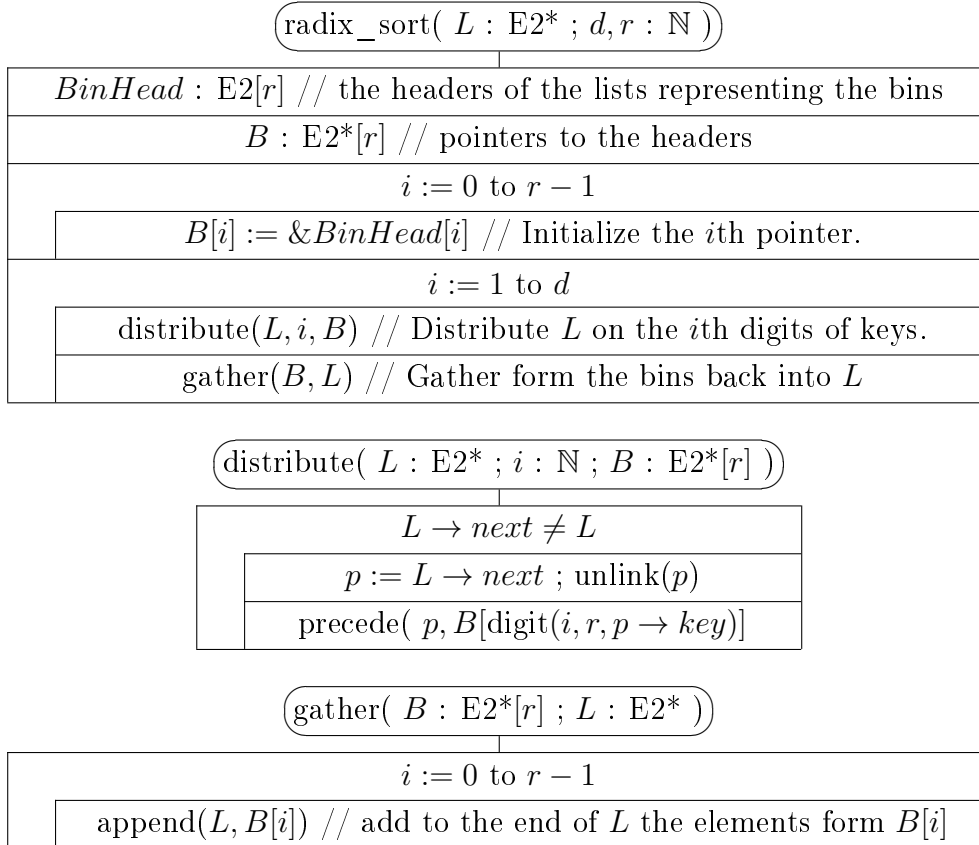 radix_sort( L : E2* ; d, r : ℕ )
BinHead : E2[r] // the headers of the lists representing the bins
B : E2*[r] // pointers to the headers
i := 0 to r − 1
B[i] := &BinHead[i] // Initialize the ith pointer.
i := 1 to d
distribute(L, i, B) // Distribute L on the ith digits of keys.
gather(B, L) // Gather form the bins back into L
distribute( L : E2* ; i : ℕ ; B : E2*[r] )
L → next ≠ L
p := L → next ; unlink(p)
precede( p, B[digit(i, r, p → key)]
gather( B : E2*[r] ; L : E2* )
i := 0 to r − 1
append(L, B[i]) // add to the end of L the elements form B[i]